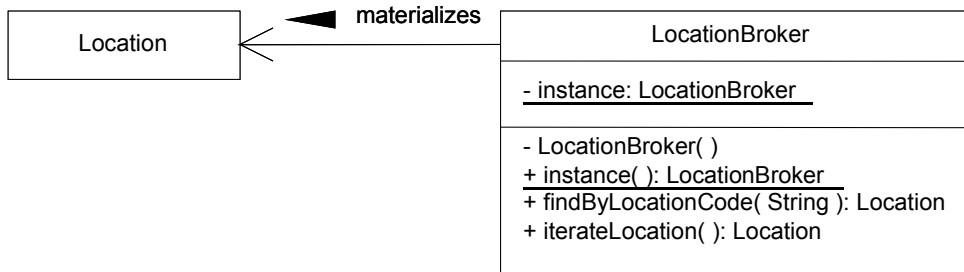 materializes
Location
LocationBroker
- instance: LocationBroker
- LocationBroker( )
+ instance( ): LocationBroker
+ findByLocationCode( String ): Location
+ iterateLocation( ): Location